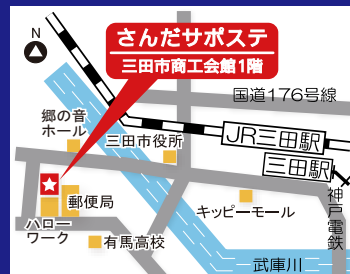 さんだサポステ
三田市商工会館1階
N
国道176号線
郷の音
ホール
三田市役所
JR三田駅
三田駅
神戸電鉄
郵便局
キッピーモール
ハロー
ワーク
有馬高校
武庫川